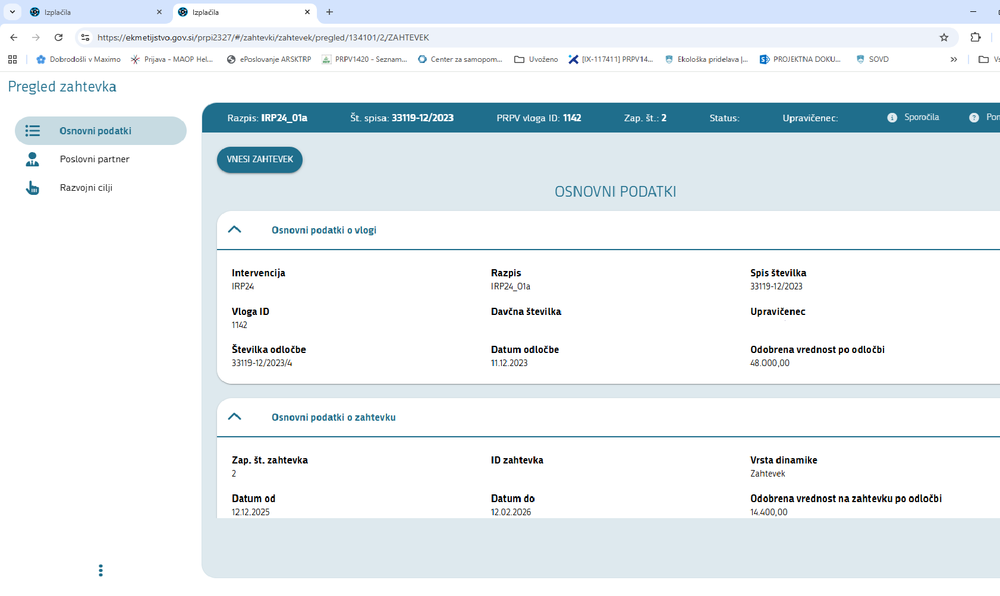 Izplačila
Izplačila
https://ekmetijstvo.gov.si/prpi2327/#/zahtevki/zahtevek/pregled/134101/2/ZAHTEVEK
Dobrodošli v Maximo
Prijava - MAOP Hel...
ePoslovanje ARSKTRP
PRPV1420 - Seznam...
Center za samopom...
Uvoženo
[IX-117411] PRPV14...
Ekološka pridelava |...
PROJEKTNA DOKU...
SOVD
Pregled zahtevka
Osnovni podatki
Poslovni partner
Razvojni cilji
Razpis: IRP24_01a
Št. spisa: 33119-12/2023
PRPV vloga ID: 1142
Zap. št.: 2
Status:
Upravičenec:
Sporočila
VNESI ZAHTEVEK
OSNOVNI PODATKI
Osnovni podatki o vlogi
Intervencija
IRP24
Razpis
IRP24_01a
Spis številka
33119-12/2023
Vloga ID
1142
Davčna številka
Upravičenec
Številka odločbe
33119-12/2023/4
Datum odločbe
11.12.2023
Odobrena vrednost po odločbi
48.000,00
Osnovni podatki o zahtevku
Zap. št. zahtevka
2
ID zahtevka
Vrsta dinamike
Zahtevek
Datum od
12.12.2025
Datum do
12.02.2026
Odobrena vrednost na zahtevku po odločbi
14.400,00